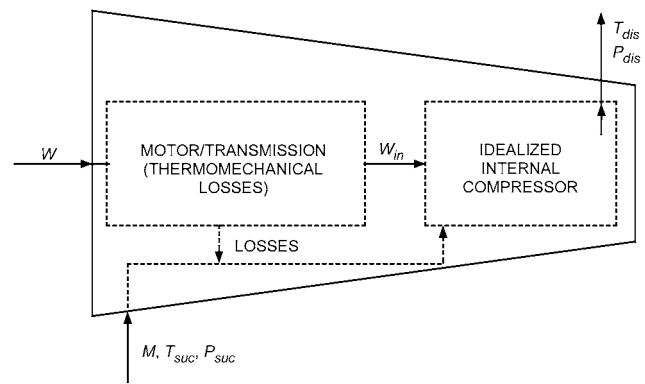 T_dis
P_dis
W
MOTOR/TRANSMISSION
(THERMOMECHANICAL
LOSSES)
W_in
IDEALIZED
INTERNAL
COMPRESSOR
LOSSES
M, T_suc, P_suc